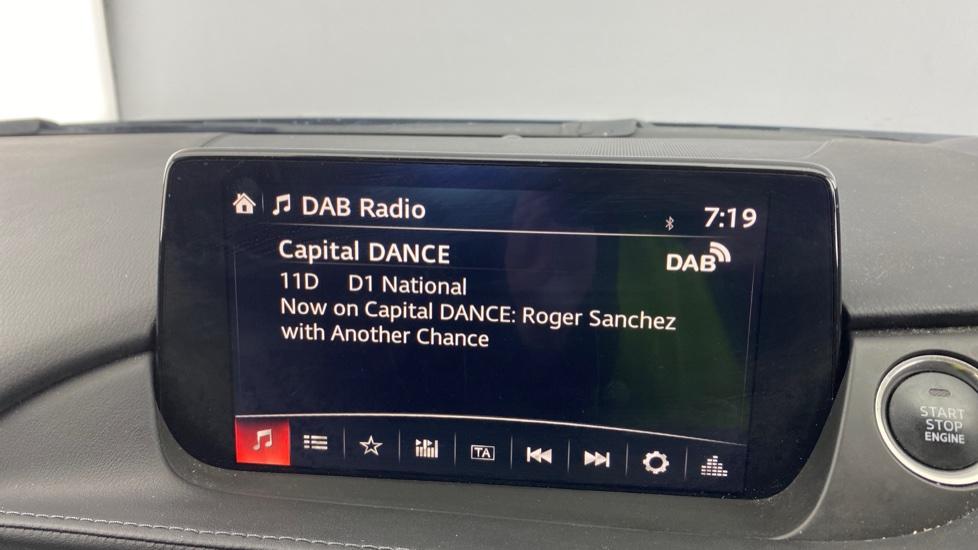 DAB Radio
7:19
Capital DANCE
DAB
11D D1 National
Now on Capital DANCE: Roger Sanchez
with Another Chance
TA
START
STOP
ENGINE